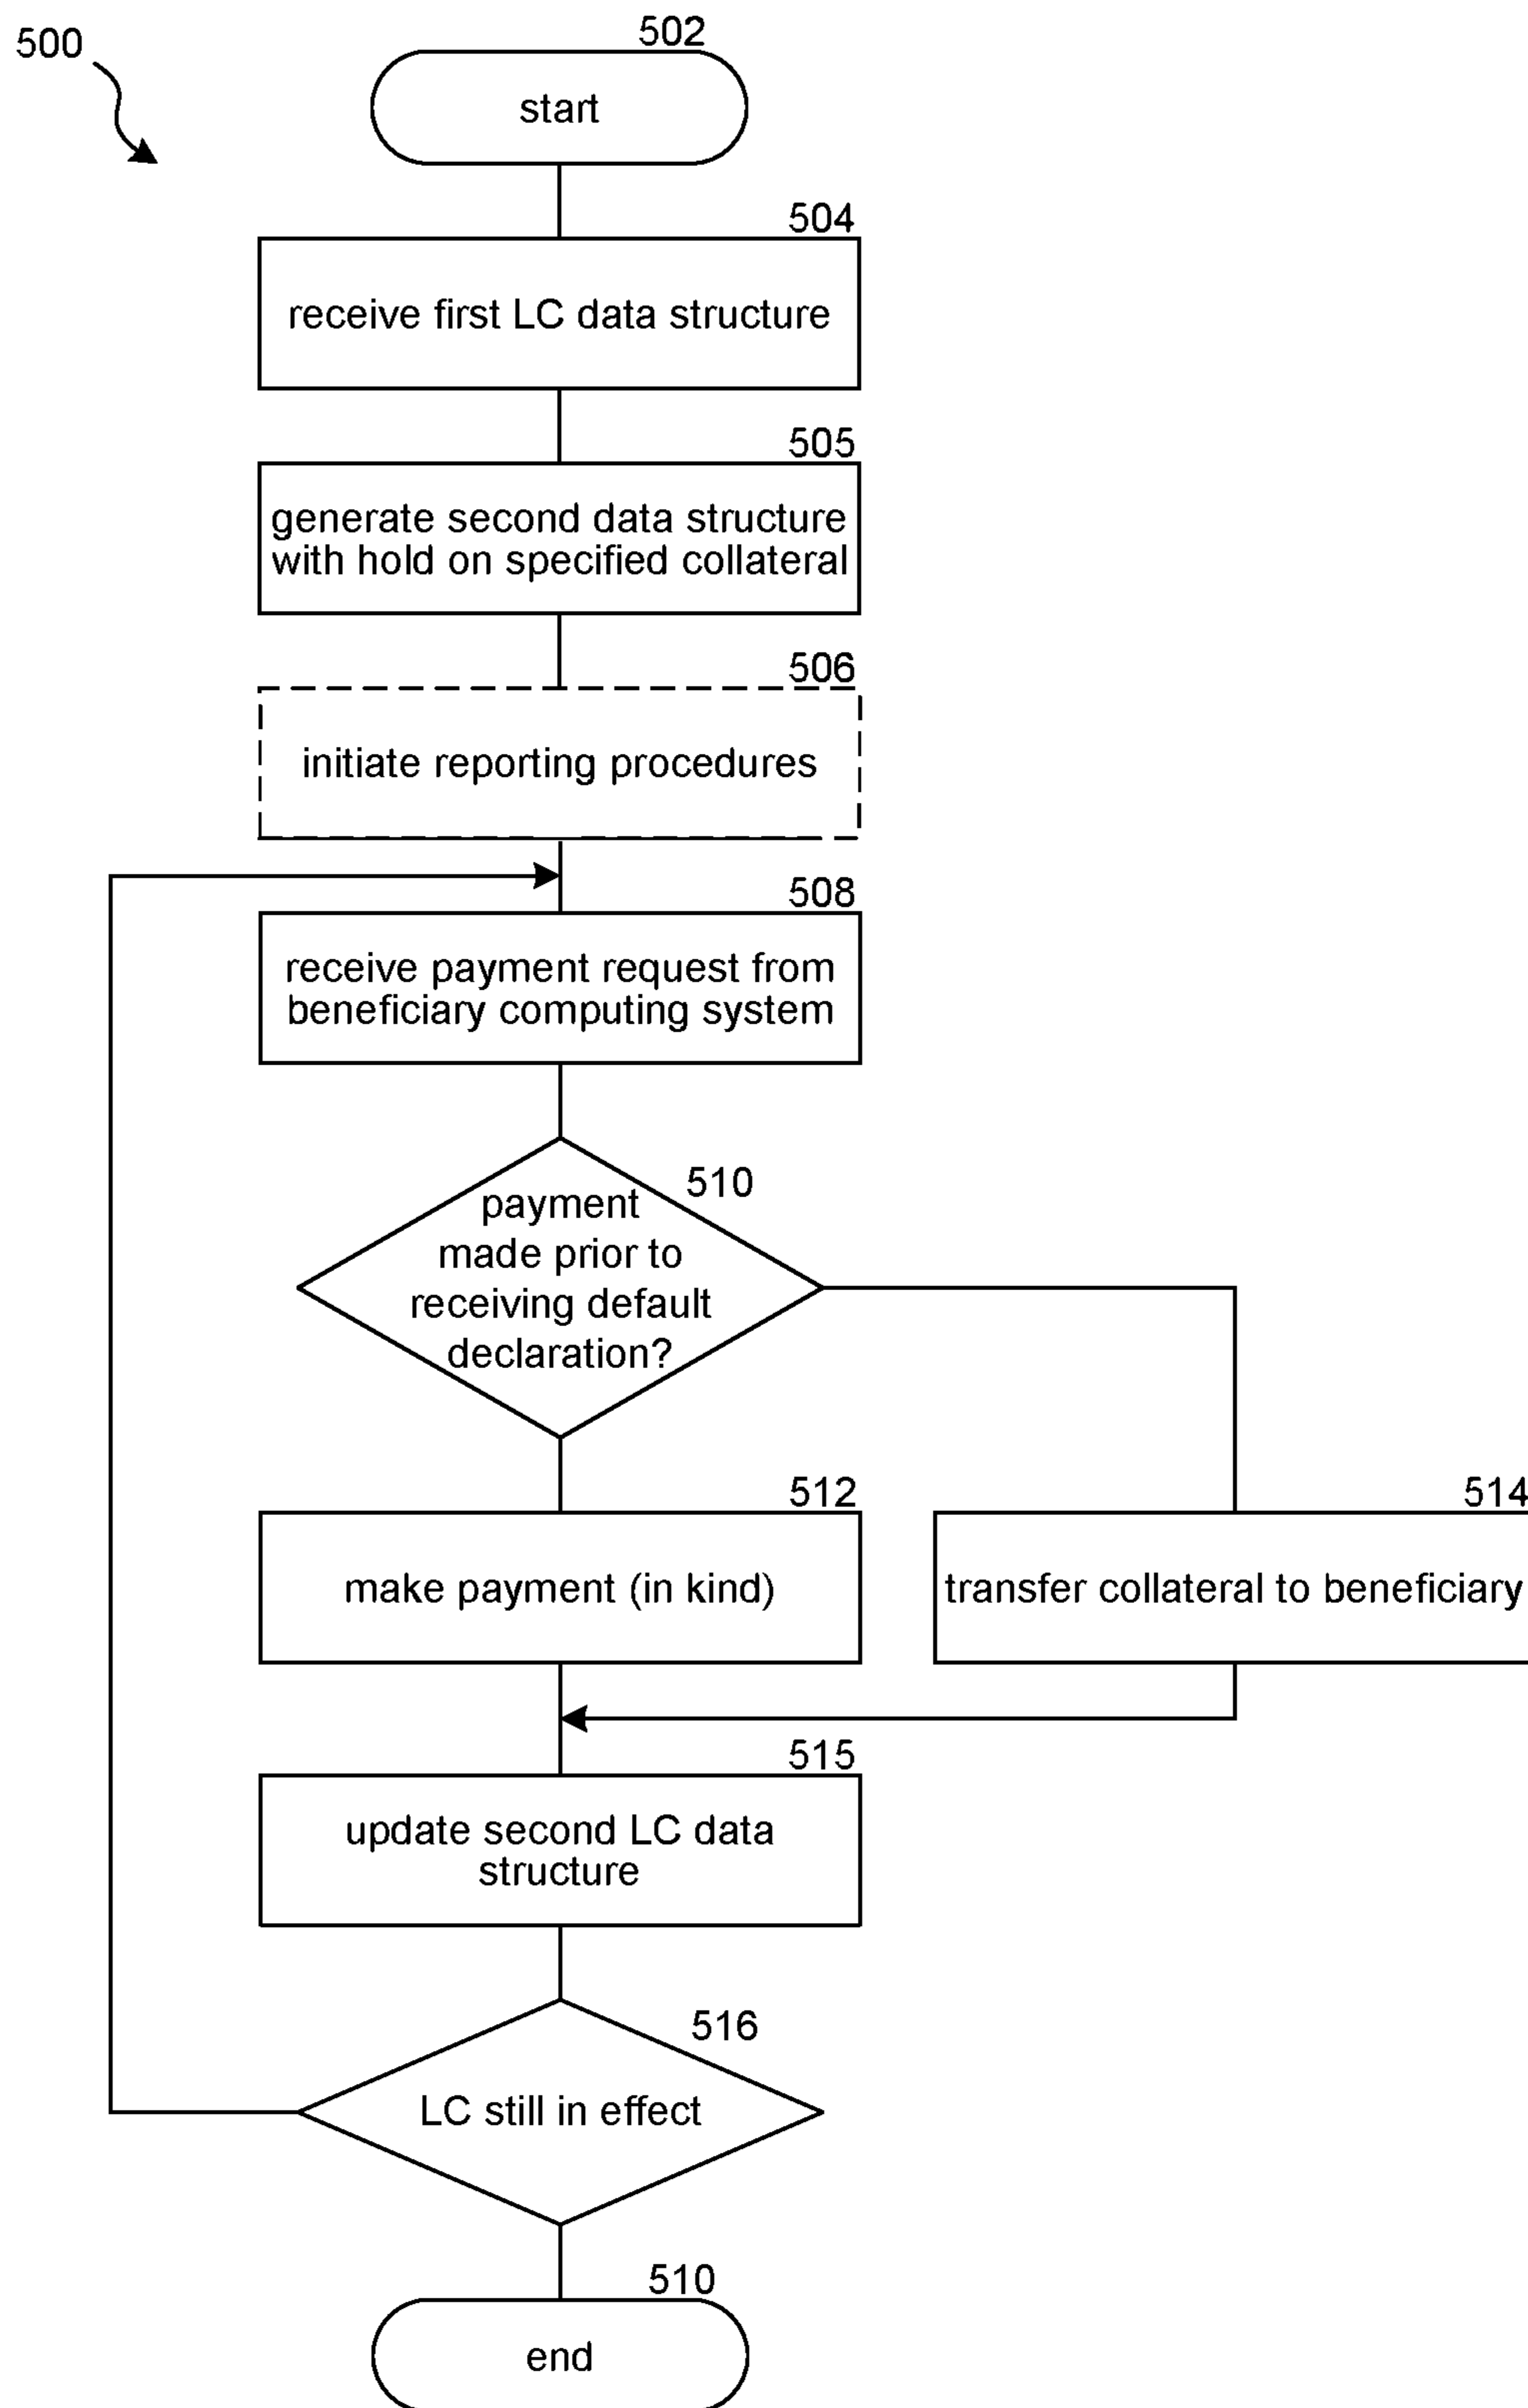 500
502
start
504
receive first LC data structure
505
generate second data structure
with hold on specified collateral
506
initiate reporting procedures
508
receive payment request from
beneficiary computing system
510
payment
made prior to
receiving default
declaration?
512
make payment (in kind)
514
transfer collateral to beneficiary
515
update second LC data
structure
516
LC still in effect
510
end